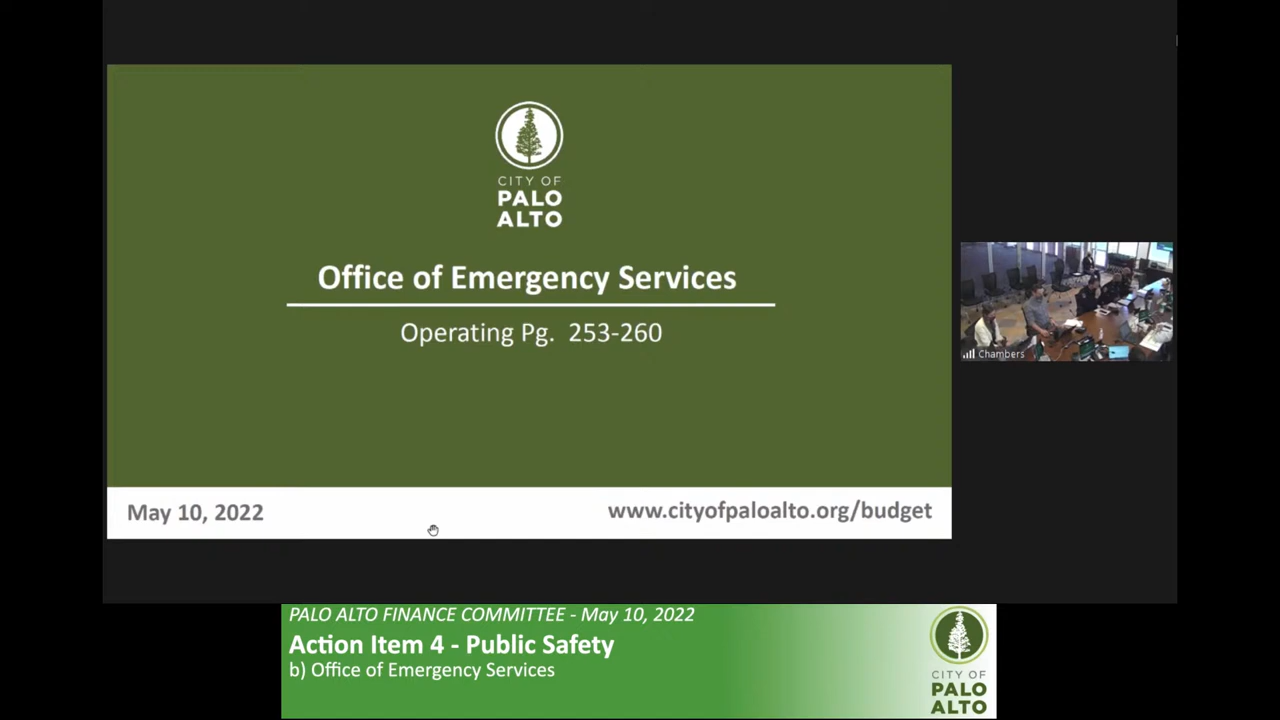 CITY OF
PALO
ALTO
Office of Emergency Services
Operating Pg. 253-260
May 10, 2022
www.cityofpaloalto.org/budget
Chambers
PALO ALTO FINANCE COMMITTEE - May 10, 2022
Action Item 4 - Public Safety
b) Office of Emergency Services
CITY OF
PALO
ALTO